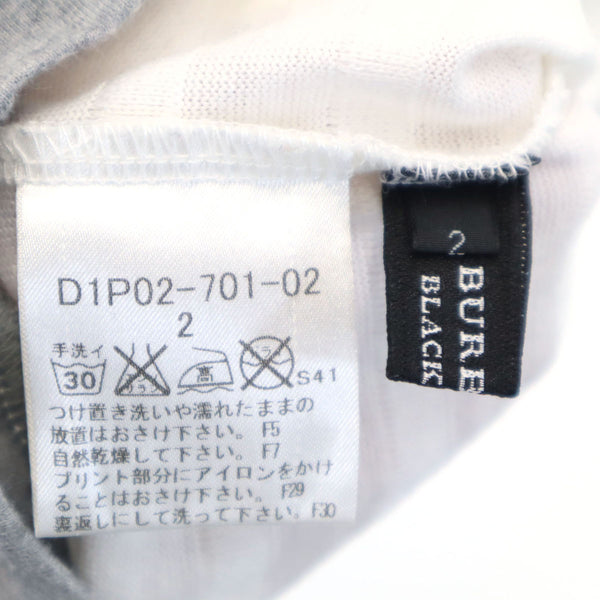 D1P02-701-02
2
手洗イ
30
高
S41
つけ置き洗いや濡れたままの
放置はおさけ下さい。 F5
自然乾燥して下さい。 F7
プリント部分にアイロンをかけ
ることはおさけ下さい。 F29
裏返しにして洗って下さい。 F30
2
BURB
BLACK